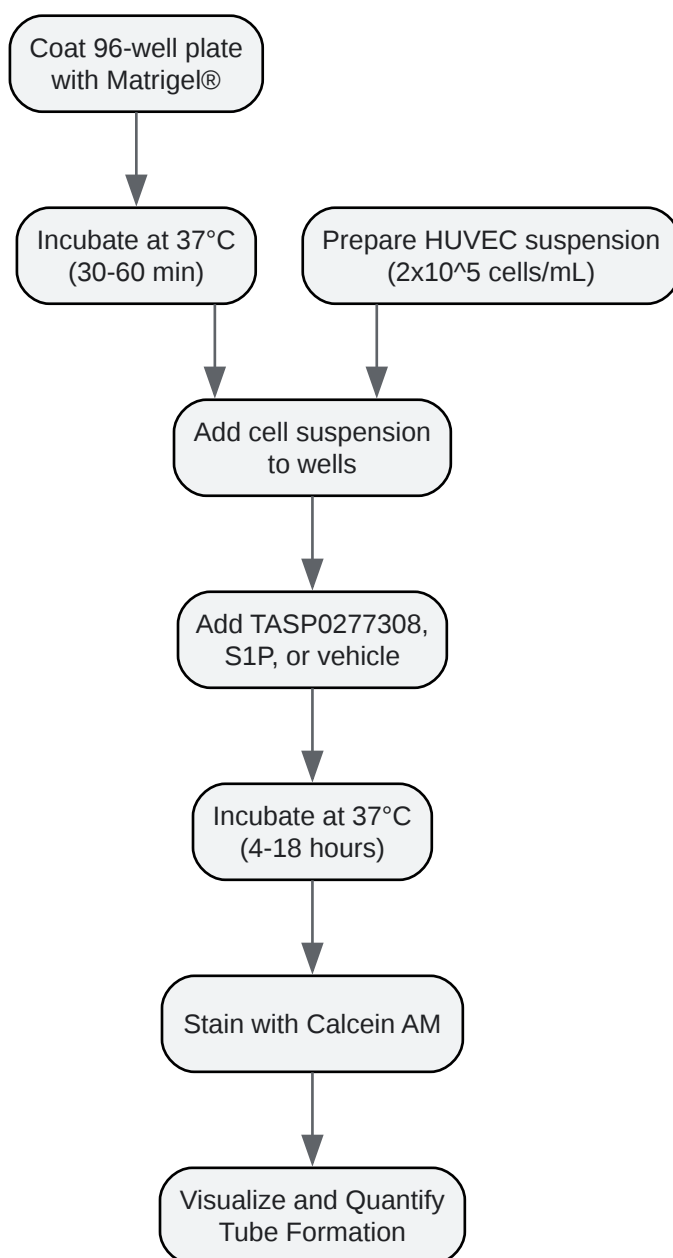 Coat 96-well plate
with Matrigel®
Incubate at 37°C
(30-60 min)
Prepare HUVEC suspension
(2x10^5 cells/mL)
Add cell suspension
to wells
Add TASP0277308,
S1P, or vehicle
Incubate at 37°C
(4-18 hours)
Stain with Calcein AM
Visualize and Quantify
Tube Formation